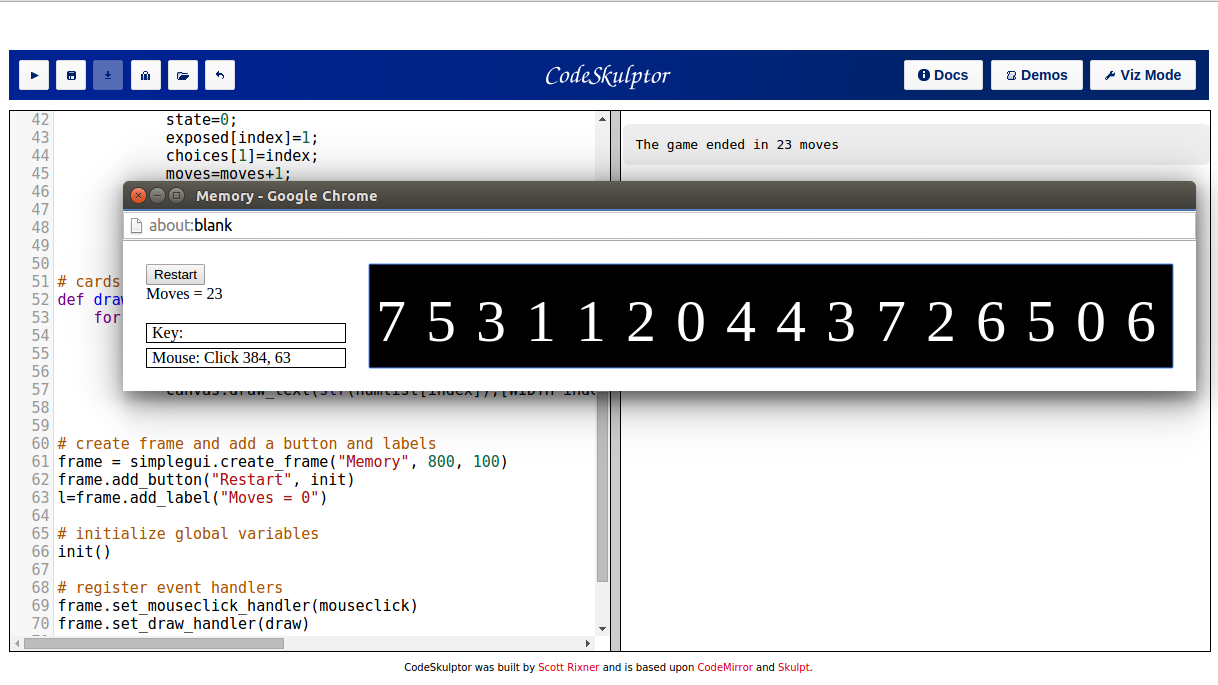 CodeSkulptor
Docs
Demos
Viz Mode
42 state=0;
43 exposed[index]=1;
44 choices[1]=index;
45 moves=moves+1;
46
47
48
49
50
51 # cards
52 def draw
53 for
54
55
56
57 canvas.draw_text(str(numlist[index]),[WIDTH*inde
58
59
60 # create frame and add a button and labels
61 frame = simplegui.create_frame("Memory", 800, 100)
62 frame.add_button("Restart", init)
63 l=frame.add_label("Moves = 0")
64
65 # initialize global variables
66 init()
67
68 # register event handlers
69 frame.set_mouseclick_handler(mouseclick)
70 frame.set_draw_handler(draw)
The game ended in 23 moves
Memory - Google Chrome
about:blank
Restart
Moves = 23
Key:
Mouse: Click 384, 63
7 5 3 1 1 2 0 4 4 3 7 2 6 5 0 6
CodeSkulptor was built by Scott Rixner and is based upon CodeMirror and Skulpt.